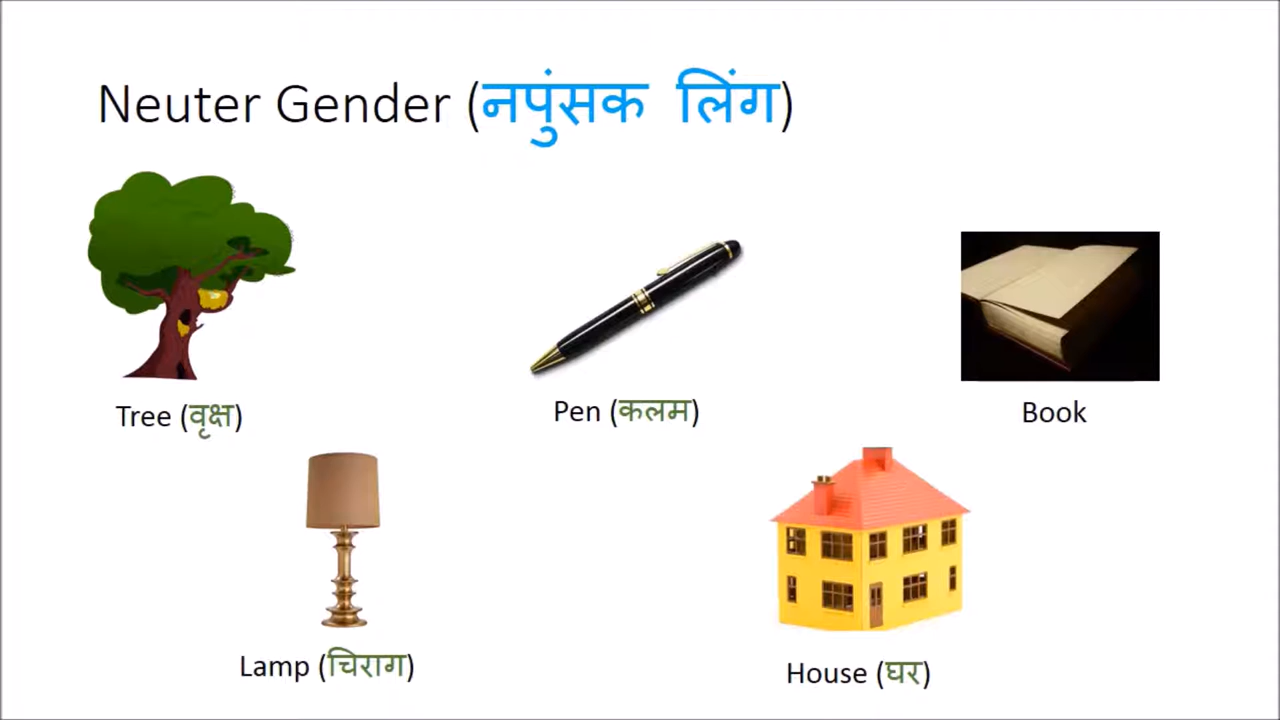 Neuter Gender (नपुंसक लिंग)
Tree (वृक्ष)
Pen (कलम)
Book
Lamp (चिराग)
House (घर)